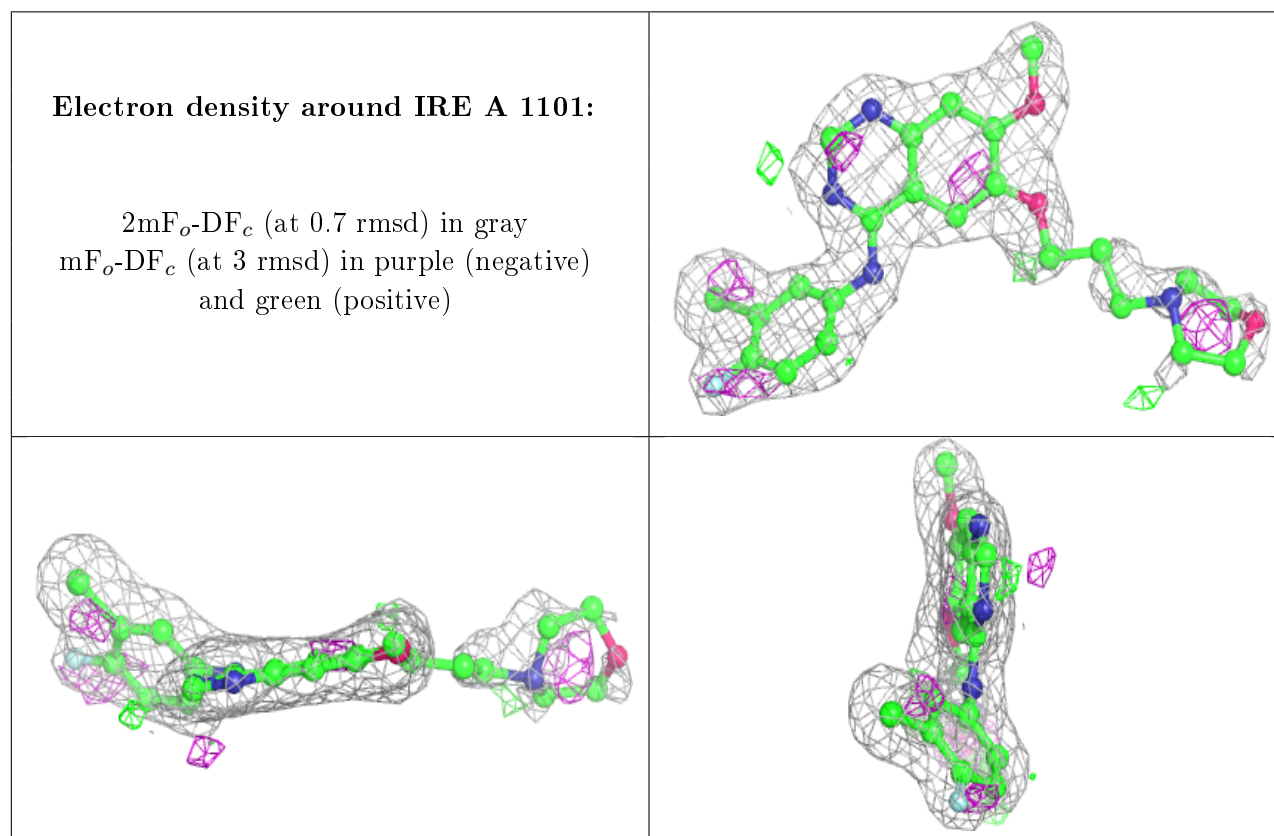 Electron density around IRE A 1101:
2mFₒ-DF𝒸 (at 0.7 rmsd) in gray
mFₒ-DF𝒸 (at 3 rmsd) in purple (negative)
and green (positive)